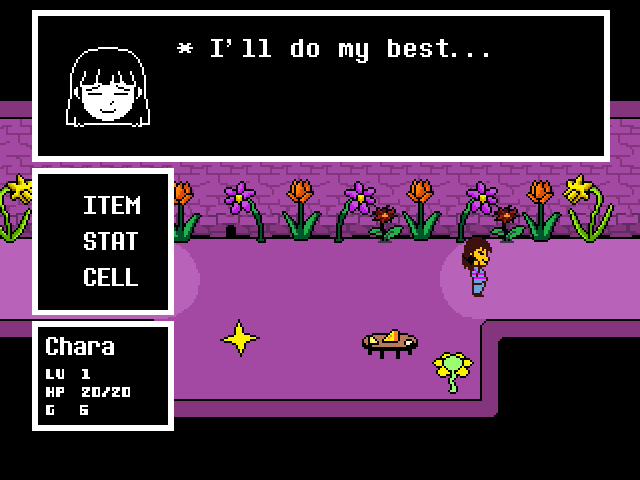 * I'll do my best...
ITEM
STAT
CELL
Chara
LV 1
HP 20/20
G 6